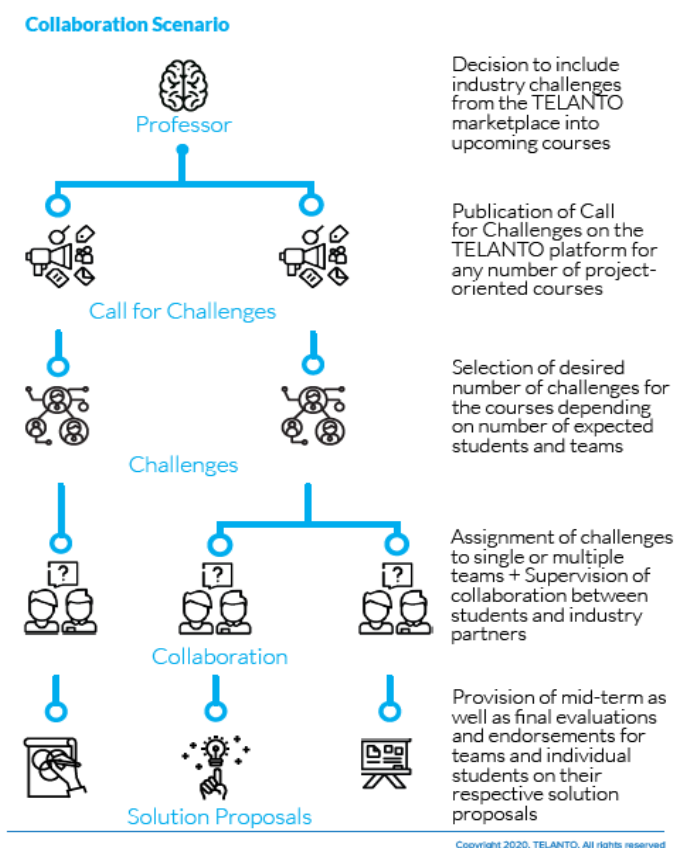 Collaboration Scenario
Professor
Decision to include
industry challenges
from the TELANTO
marketplace into
upcoming courses
Call for Challenges
Publication of Call
for Challenges on the
TELANTO platform for
any number of project-
oriented courses
Challenges
Selection of desired
number of challenges for
the courses depending
on number of expected
students and teams
?
?
?
Collaboration
Assignment of challenges
to single or multiple
teams + Supervision of
collaboration between
students and industry
partners
Solution Proposals
Provision of mid-term as
well as final evaluations
and endorsements for
teams and individual
students on their
respective solution
proposals
Copyright 2020, TELANTO. All rights reserved